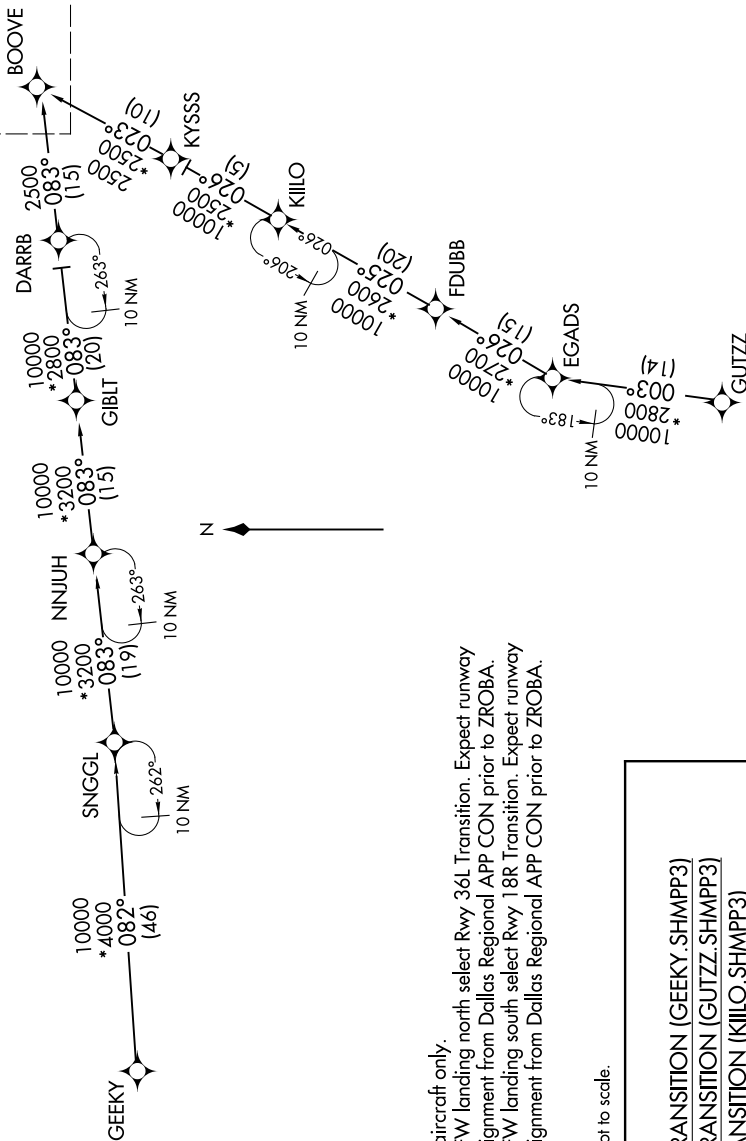 BOOVE
2500
083°
(15)
DARRB
263°
10 NM
10000
*2800
083°
(20)
GIBLT
10000
*3200
083°
(15)
NNJUH
263°
10 NM
10000
*3200
083°
(19)
SNGGL
262°
10 NM
10000
*4000
082°
(46)
GEEKY
2500
*2500
023°
(10)
KYSSS
10000
*2500
026°
(5)
KIILO
206°
026°
10 NM
10000
*2600
025°
(20)
FDUBB
10000
*2700
026°
(15)
EGADS
183°
10 NM
10000
*2800
003°
(14)
GUTZZ
N
aircraft only.
FW landing north select Rwy 36L Transition. Expect runway
ignment from Dallas Regional APP CON prior to ZROBA.
FW landing south select Rwy 18R Transition. Expect runway
ignment from Dallas Regional APP CON prior to ZROBA.
ot to scale.
RANSITION (GEEKY.SHMPP3)
RANSITION (GUTZZ.SHMPP3)
ANSITION (KIILO.SHMPP3)